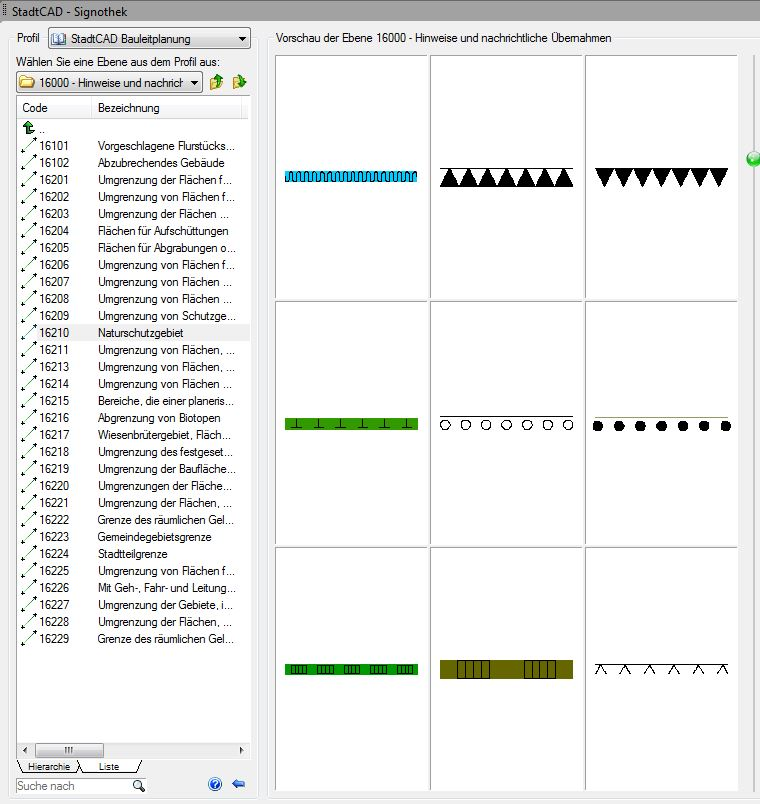 StadtCAD - Signothek
Profil StadtCAD Bauleitplanung
Wählen Sie eine Ebene aus dem Profil aus:
16000 - Hinweise und nachrich
Code Bezeichnung
..
16101 Vorgeschlagene Flurstücks...
16102 Abzubrechendes Gebäude
16201 Umgrenzung der Flächen f...
16202 Umgrenzung von Flächen f...
16203 Umgrenzung der Flächen ...
16204 Flächen für Aufschüttungen
16205 Flächen für Abgrabungen o...
16206 Umgrenzung von Flächen f...
16207 Umgrenzung von Flächen ...
16208 Umgrenzung von Flächen ...
16209 Umgrenzung von Schutzge...
16210 Naturschutzgebiet
16211 Umgrenzung von Flächen, ...
16213 Umgrenzung von Flächen, ...
16214 Umgrenzung von Flächen ...
16215 Bereiche, die einer planeris...
16216 Abgrenzung von Biotopen
16217 Wiesenbrütergebiet, Fläch...
16218 Umgrenzung des festgeset...
16219 Umgrenzung der Baufläche...
16220 Umgrenzungen der Fläche...
16221 Umgrenzung der Flächen, ...
16222 Grenze des räumlichen Gel...
16223 Gemeindegebietsgrenze
16224 Stadtteilgrenze
16225 Umgrenzung von Flächen f...
16226 Mit Geh-, Fahr- und Leitung...
16227 Umgrenzung der Gebiete, i...
16228 Umgrenzung der Flächen, ...
16229 Grenze des räumlichen Gel...
Hierarchie Liste
Suche nach
Vorschau der Ebene 16000 - Hinweise und nachrichtliche Übernahmen